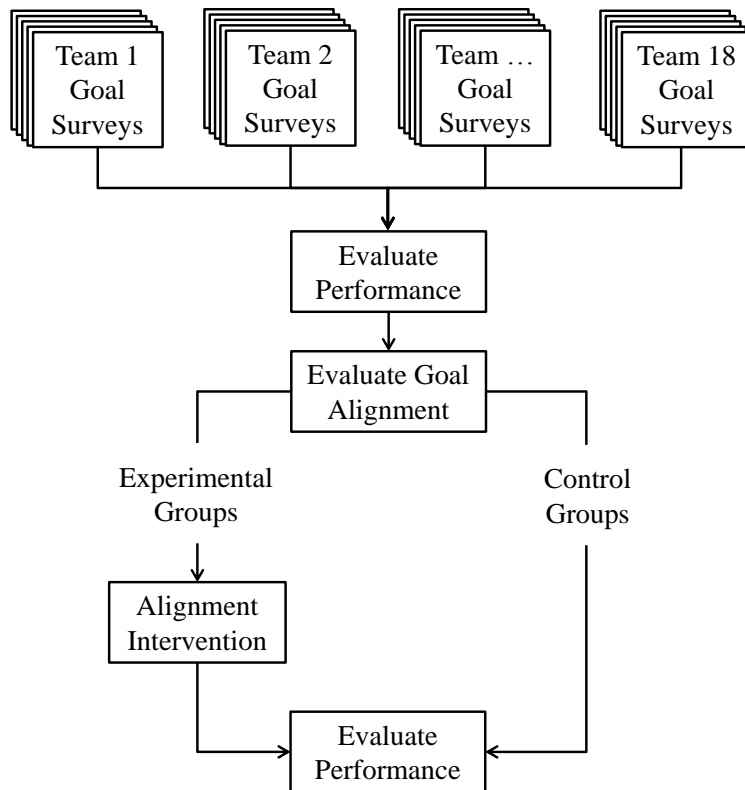 Team 1
Goal
Surveys
Team 2
Goal
Surveys
Team …
Goal
Surveys
Team 18
Goal
Surveys
Evaluate
Performance
Evaluate Goal
Alignment
Experimental
Groups
Control
Groups
Alignment
Intervention
Evaluate
Performance